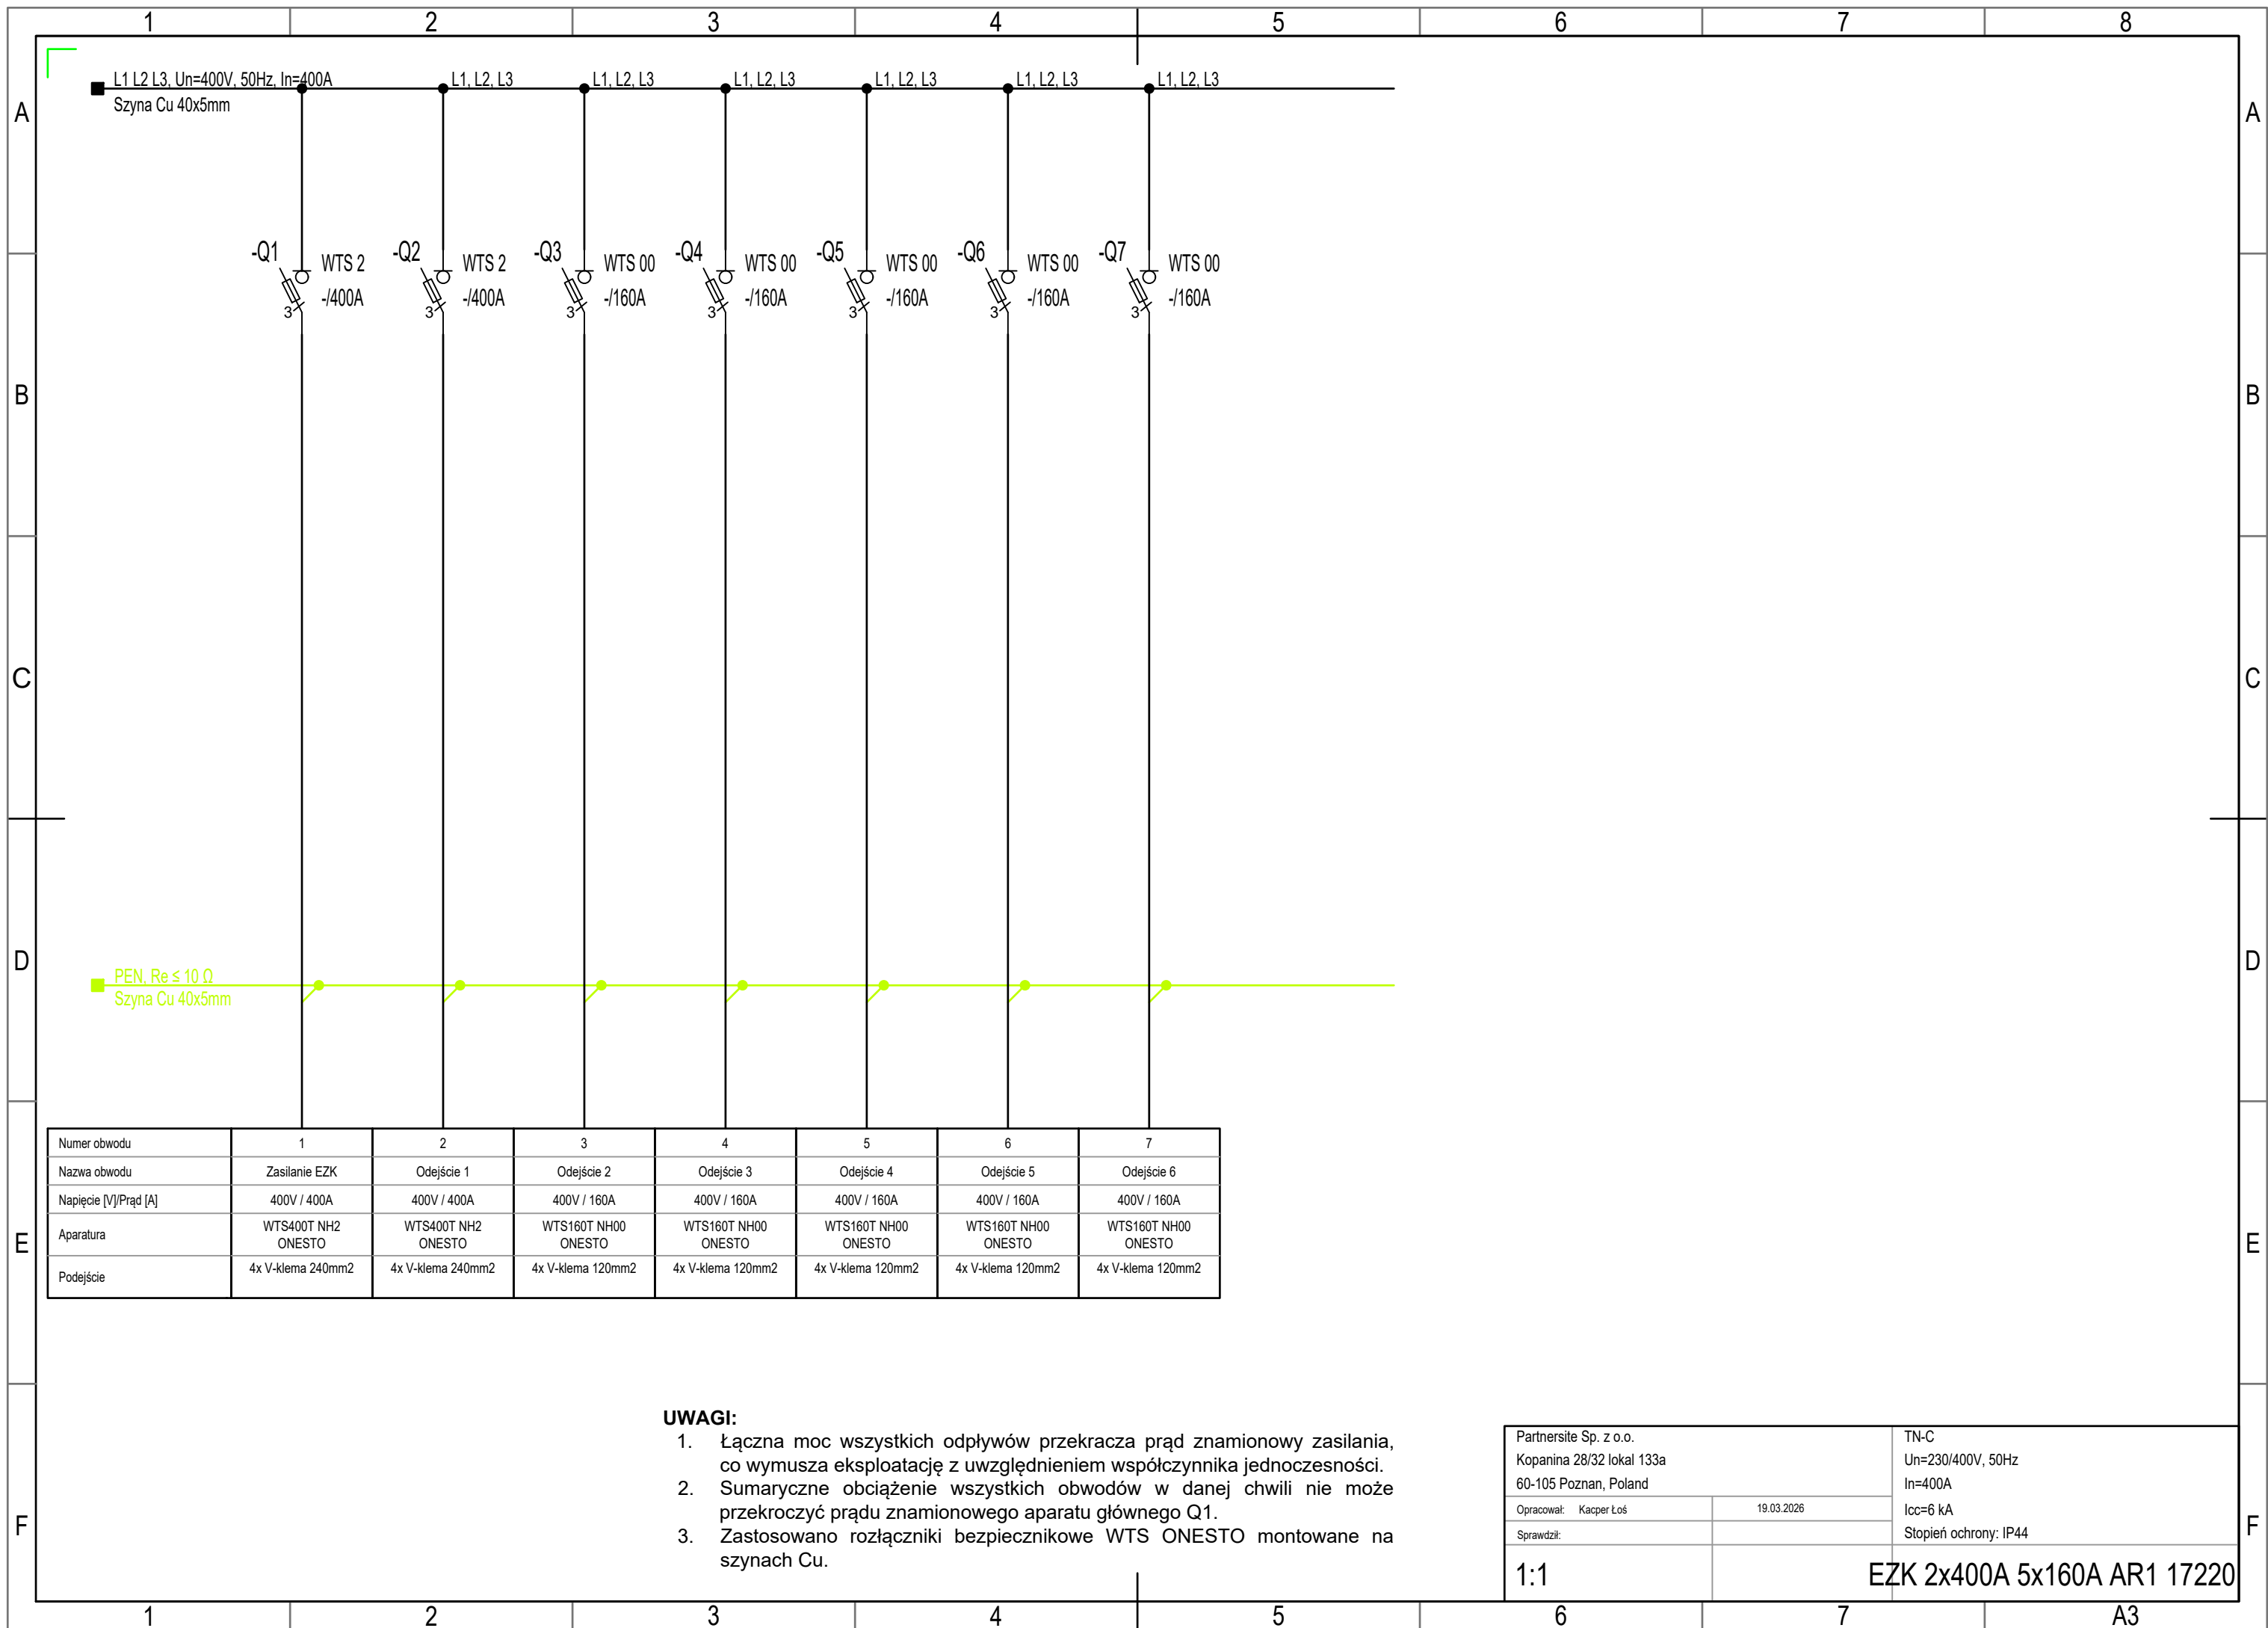 1 2 3 4 5 6 7 8
A A
L1 L2 L3, Un=400V, 50Hz, In=400A L1, L2, L3 L1, L2, L3 L1, L2, L3 L1, L2, L3 L1, L2, L3 L1, L2, L3
Szyna Cu 40x5mm
-Q1 WTS 2 -Q2 WTS 2 -Q3 WTS 00 -Q4 WTS 00 -Q5 WTS 00 -Q6 WTS 00 -Q7 WTS 00
-/400A -/400A -/160A -/160A -/160A -/160A -/160A
3 3 3 3 3 3 3
B B
C C
D D
PEN, Re ≤ 10 Ω
Szyna Cu 40x5mm
Numer obwodu 1 2 3 4 5 6 7
Nazwa obwodu Zasilanie EZK Odejście 1 Odejście 2 Odejście 3 Odejście 4 Odejście 5 Odejście 6
Napięcie [V]/Prąd [A] 400V / 400A 400V / 400A 400V / 160A 400V / 160A 400V / 160A 400V / 160A 400V / 160A
Aparatura WTS400T NH2 WTS400T NH2 WTS160T NH00 WTS160T NH00 WTS160T NH00 WTS160T NH00 WTS160T NH00
ONESTO ONESTO ONESTO ONESTO ONESTO ONESTO ONESTO
E E
Podejście 4x V-klema 240mm2 4x V-klema 240mm2 4x V-klema 120mm2 4x V-klema 120mm2 4x V-klema 120mm2 4x V-klema 120mm2 4x V-klema 120mm2
UWAGI:
1. Łączna moc wszystkich odpływów przekracza prąd znamionowy zasilania,
co wymusza eksploatację z uwzględnieniem współczynnika jednoczesności.
2. Sumaryczne obciążenie wszystkich obwodów w danej chwili nie może
przekroczyć prądu znamionowego aparatu głównego Q1.
3. Zastosowano rozłączniki bezpiecznikowe WTS ONESTO montowane na
szynach Cu.
F F
Partnersite Sp. z o.o. TN-C
Kopanina 28/32 lokal 133a Un=230/400V, 50Hz
60-105 Poznan, Poland In=400A
Opracował: Kacper Łoś 19.03.2026 Icc=6 kA
Sprawdził: Stopień ochrony: IP44
1:1 EZK 2x400A 5x160A AR1 17220
1 2 3 4 5 6 7 A3